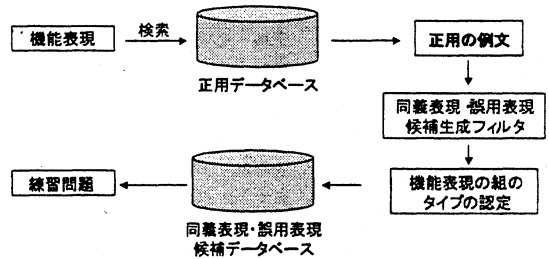 機能表現
検索
正用データベース
正用の例文
同義表現・誤用表現
候補生成フィルタ
機能表現の組の
タイプの認定
同義表現・誤用表現
候補データベース
練習問題